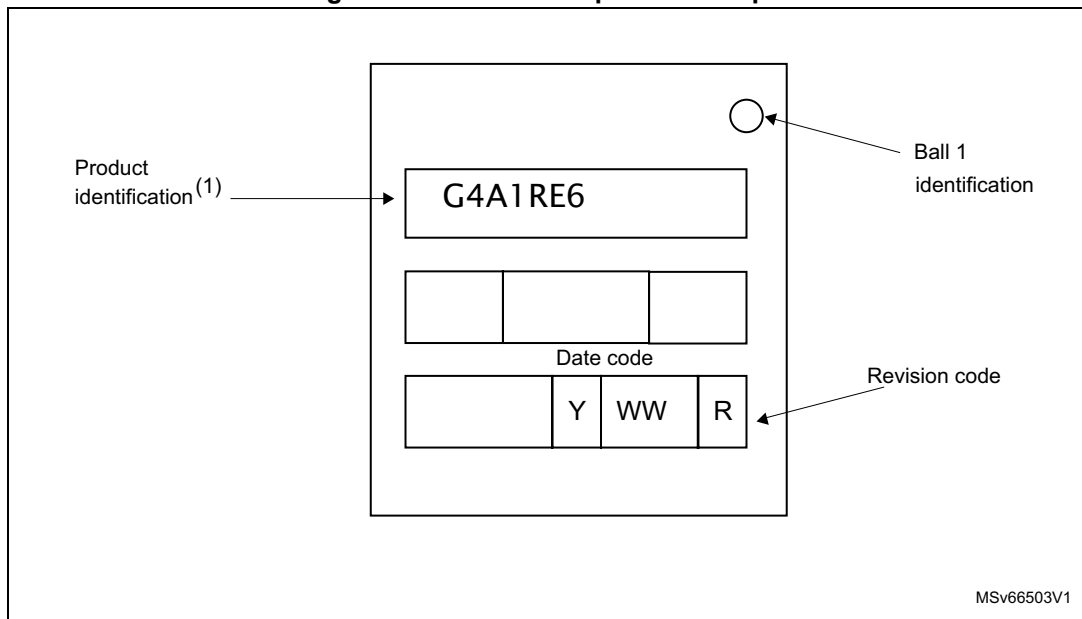 Ball 1
identification
Product
identification(1)
G4A1RE6
Date code
Revision code
Y WW R
MSv66503V1